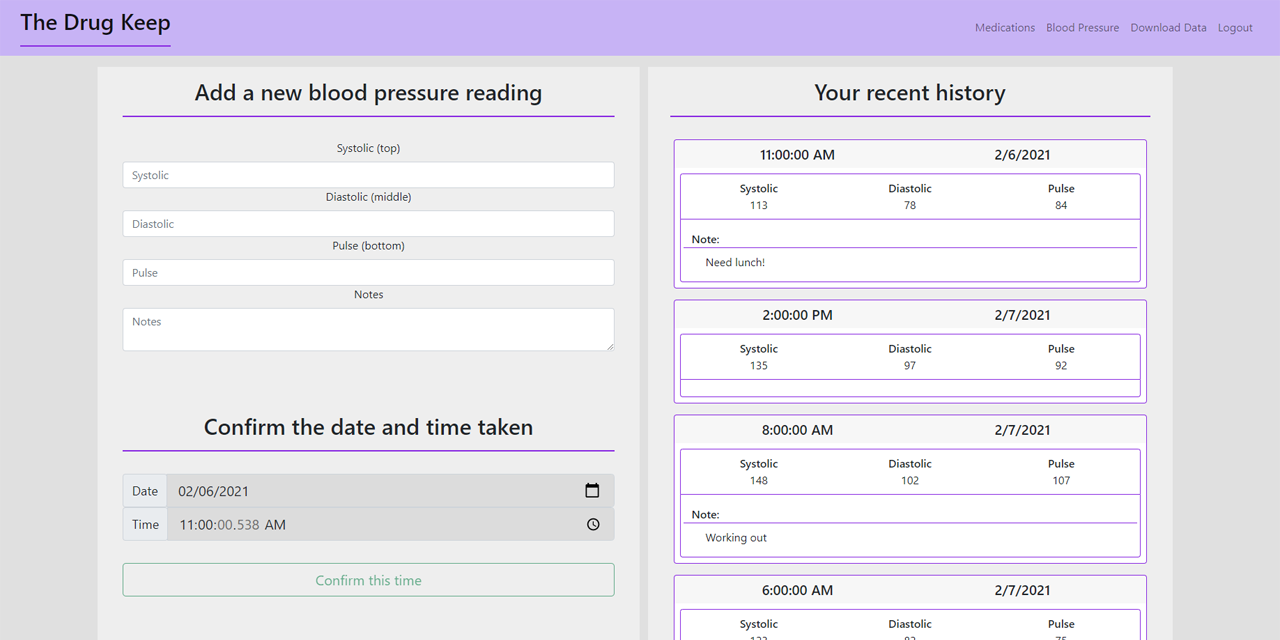 The Drug Keep
Medications Blood Pressure Download Data Logout
Add a new blood pressure reading
Systolic (top)
Systolic
Diastolic (middle)
Diastolic
Pulse (bottom)
Pulse
Notes
Notes
Confirm the date and time taken
Date 02/06/2021
Time 11:00:00.538 AM
Confirm this time
Your recent history
11:00:00 AM 2/6/2021
Systolic Diastolic Pulse
113 78 84
Note:
Need lunch!
2:00:00 PM 2/7/2021
Systolic Diastolic Pulse
135 97 92
8:00:00 AM 2/7/2021
Systolic Diastolic Pulse
148 102 107
Note:
Working out
6:00:00 AM 2/7/2021
Systolic Diastolic Pulse